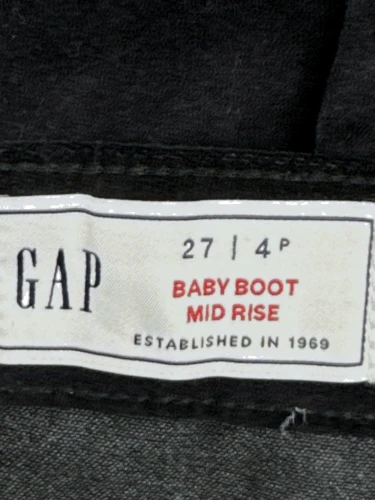 GAP
27 | 4P
BABY BOOT
MID RISE
ESTABLISHED IN 1969